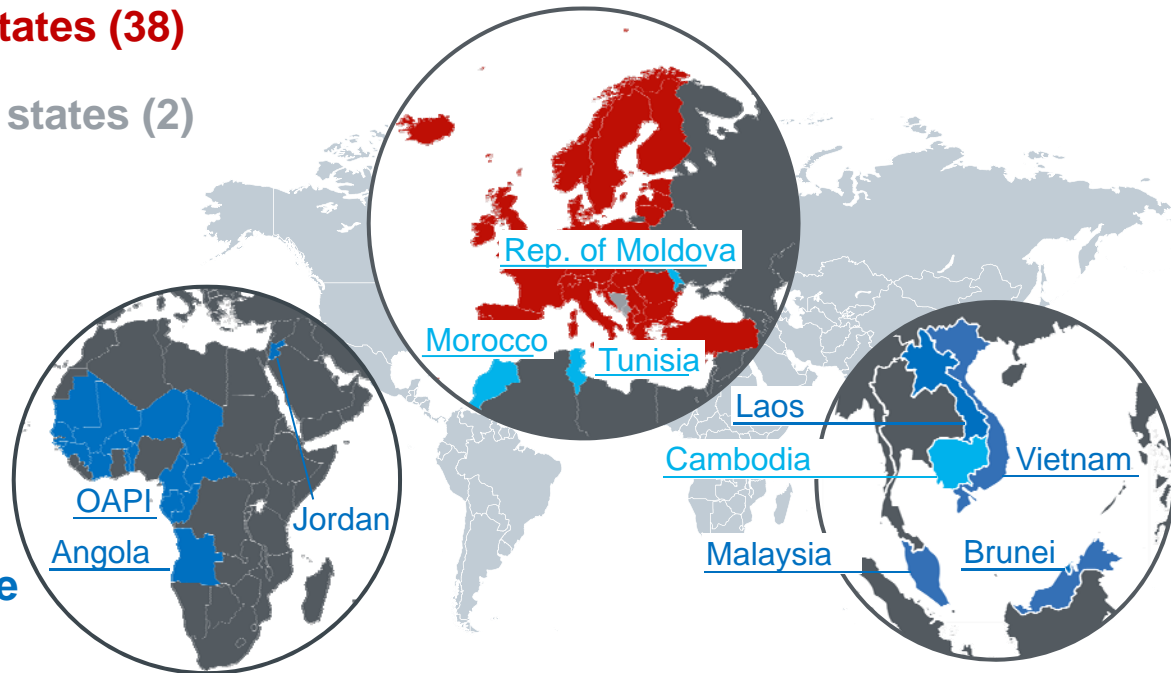 tates (38)
states (2)
Rep. of Moldova
Morocco
Tunisia
Laos
Cambodia
Vietnam
OAPI
Jordan
Angola
Malaysia
Brunei
e